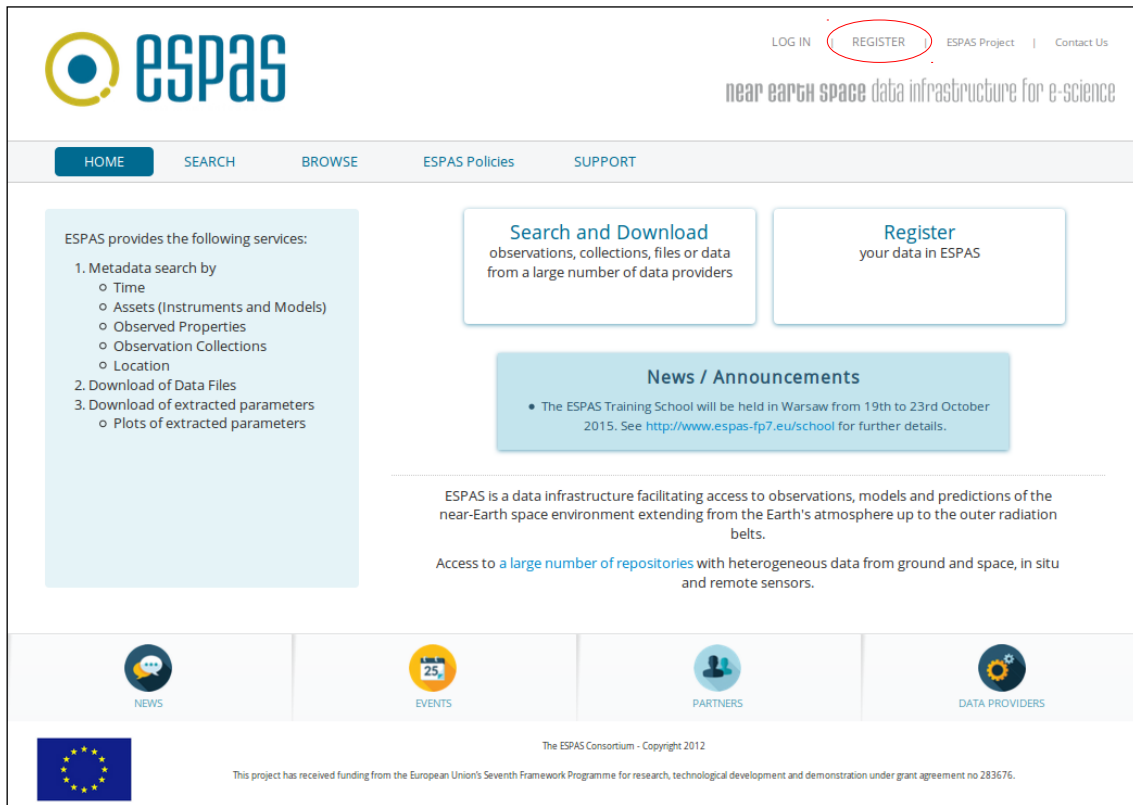 espas
LOG IN | REGISTER | ESPAS Project | Contact Us
near earth space data infrastructure for e-science
HOME SEARCH BROWSE ESPAS Policies SUPPORT
ESPAS provides the following services:
1. Metadata search by
Time
Assets (Instruments and Models)
Observed Properties
Observation Collections
Location
2. Download of Data Files
3. Download of extracted parameters
Plots of extracted parameters
Search and Download
observations, collections, files or data
from a large number of data providers
Register
your data in ESPAS
News / Announcements
• The ESPAS Training School will be held in Warsaw from 19th to 23rd October
2015. See http://www.espas-fp7.eu/school for further details.
ESPAS is a data infrastructure facilitating access to observations, models and predictions of the
near-Earth space environment extending from the Earth's atmosphere up to the outer radiation
belts.
Access to a large number of repositories with heterogeneous data from ground and space, in situ
and remote sensors.
NEWS
25
EVENTS
PARTNERS
DATA PROVIDERS
The ESPAS Consortium - Copyright 2012
This project has received funding from the European Union's Seventh Framework Programme for research, technological development and demonstration under grant agreement no 283676.